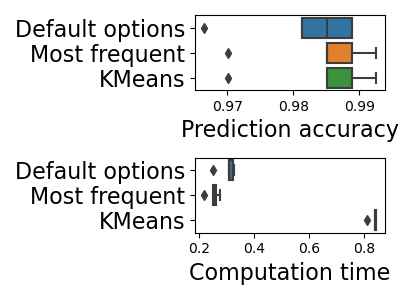 Default options
Most frequent
KMeans
0.97 0.98 0.99
Prediction accuracy
Default options
Most frequent
KMeans
0.2 0.4 0.6 0.8
Computation time